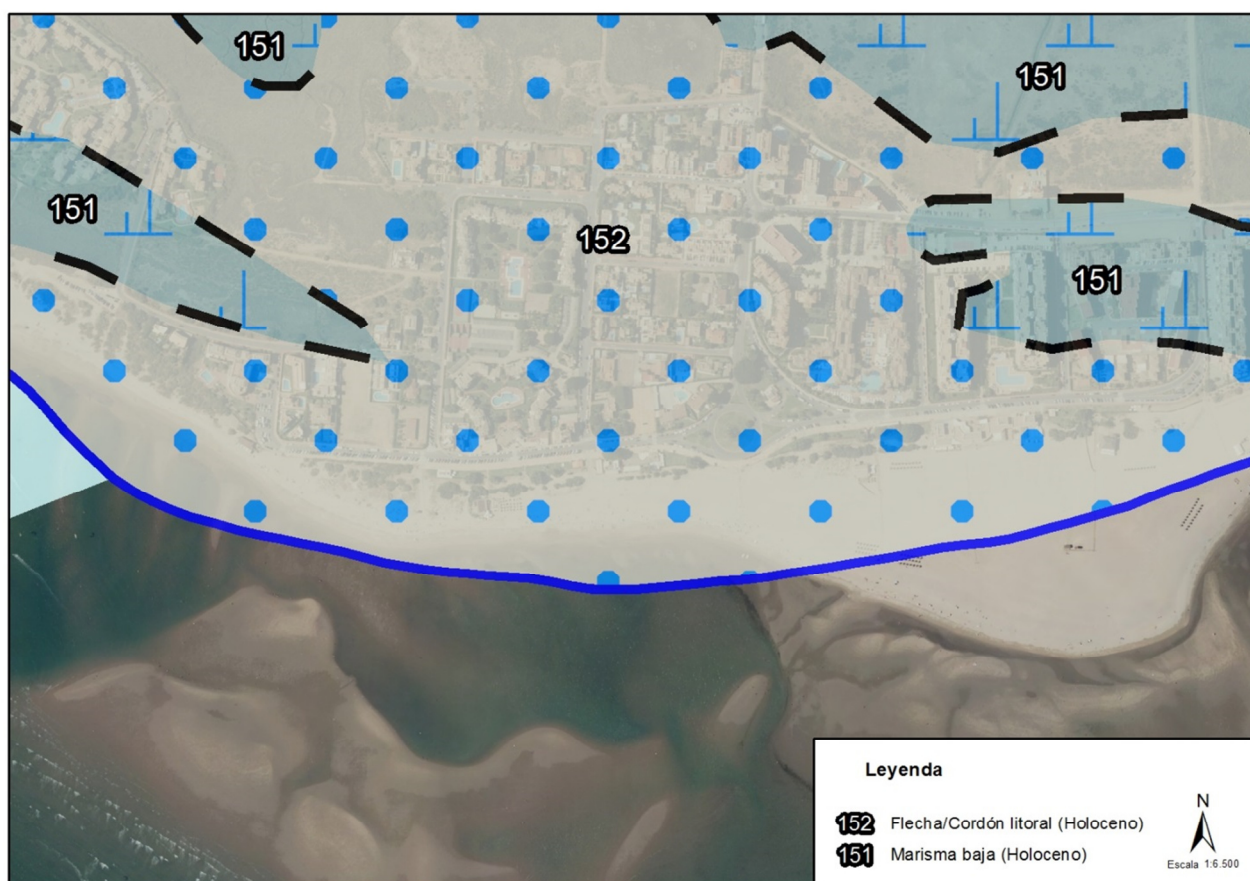 151
151
151
152
151
Leyenda
152 Flecha/Cordón litoral (Holoceno)
151 Marisma baja (Holoceno)
N
Escala 1:6.500